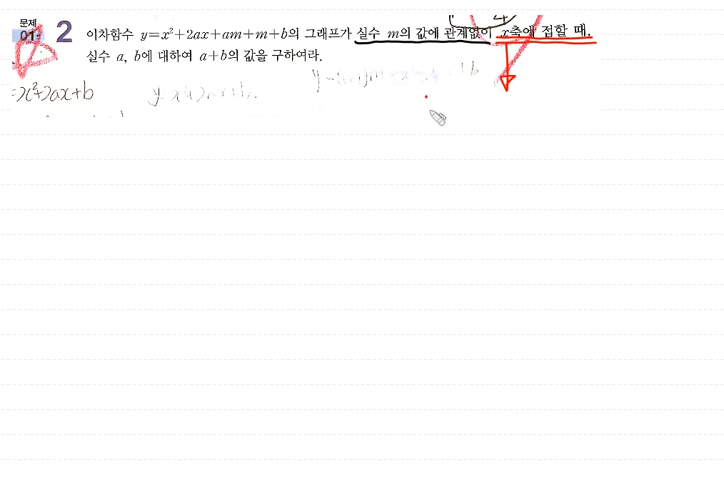 문제
01-2 이차함수 y=x²+2ax+am+m+b의 그래프가 실수 m의 값에 관계없이 x축에 접할 때,
실수 a, b에 대하여 a+b의 값을 구하여라.
=x²+2ax+b